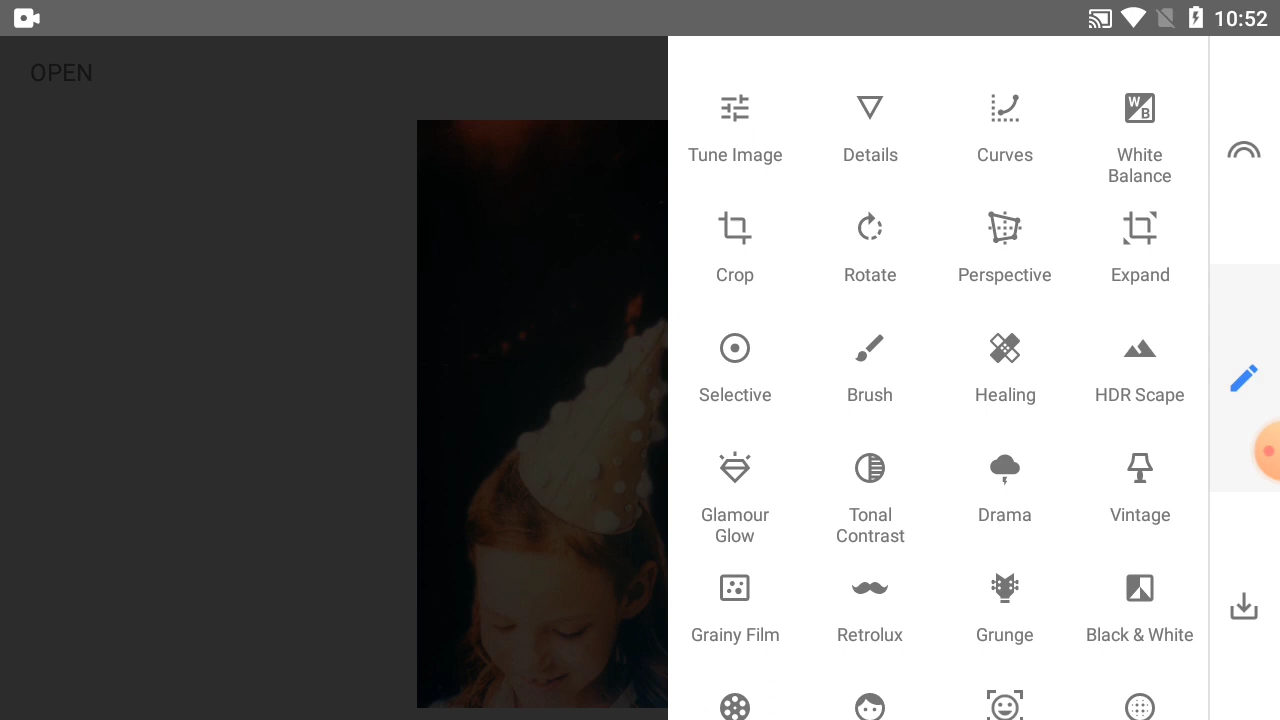 10:52
OPEN
Tune Image
Details
Curves
W
B
White
Balance
Crop
Rotate
Perspective
Expand
Selective
Brush
Healing
HDR Scape
Glamour
Glow
Tonal
Contrast
Drama
Vintage
Grainy Film
Retrolux
Grunge
Black & White